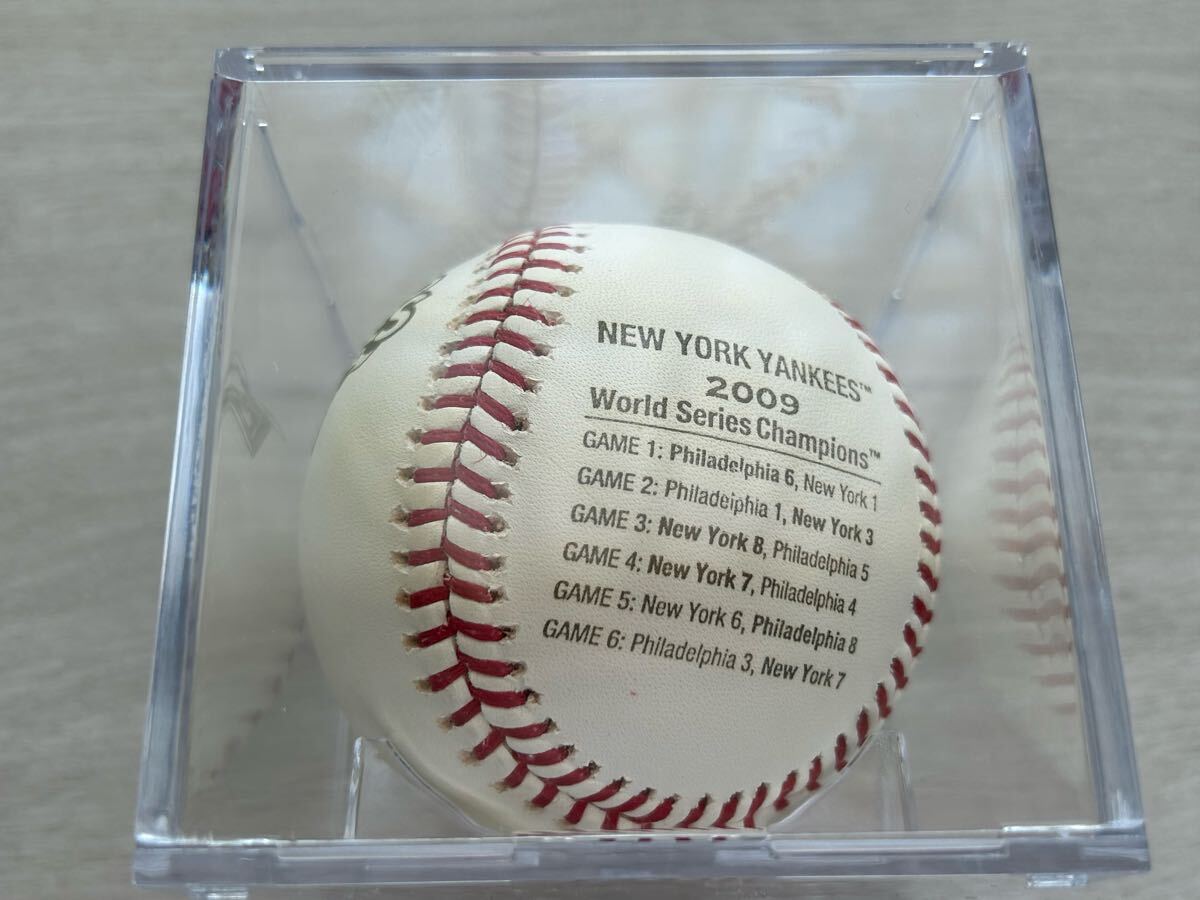 NEW YORK YANKEES™
2009
World Series Champions™
GAME 1: Philadelphia 6, New York 1
GAME 2: Philadelphia 1, New York 3
GAME 3: New York 8, Philadelphia 5
GAME 4: New York 7, Philadelphia 4
GAME 5: New York 6, Philadelphia 8
GAME 6: Philadelphia 3, New York 7